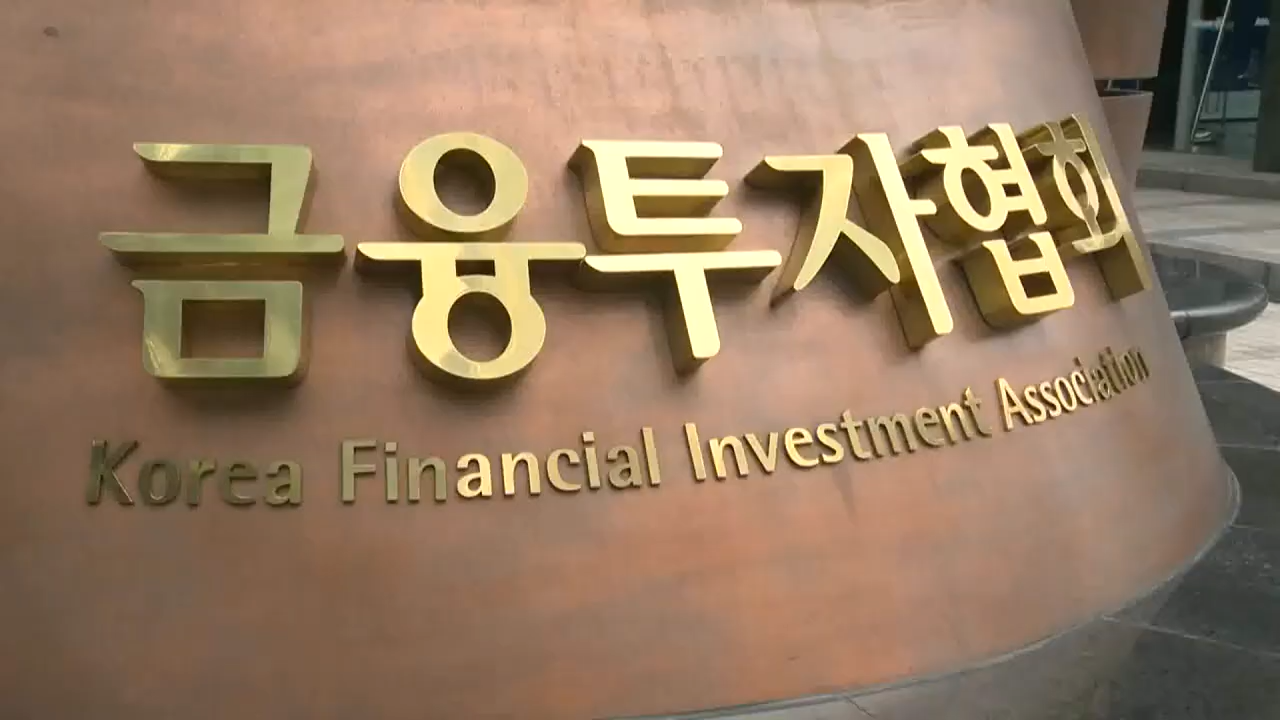 금융투자협회
Korea Financial Investment Association